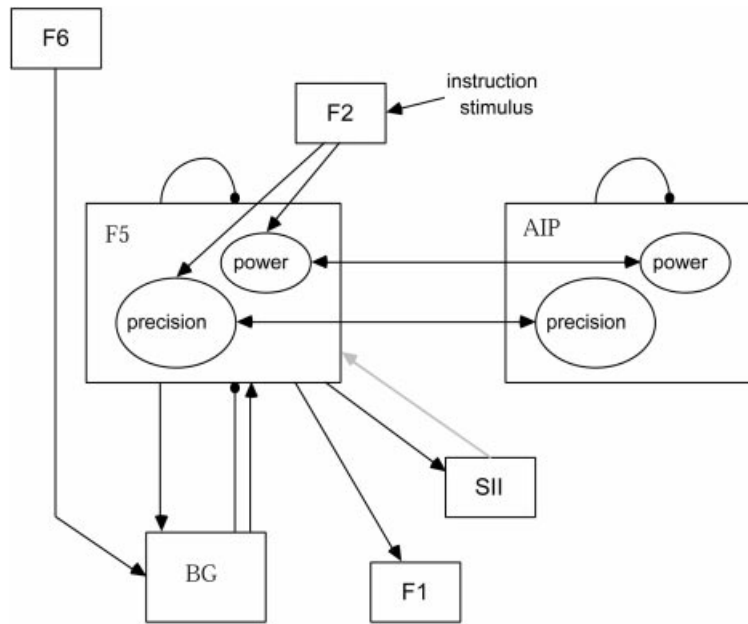 F6
instruction
stimulus
F2
F5
AIP
power
power
precision
precision
SII
BG
F1